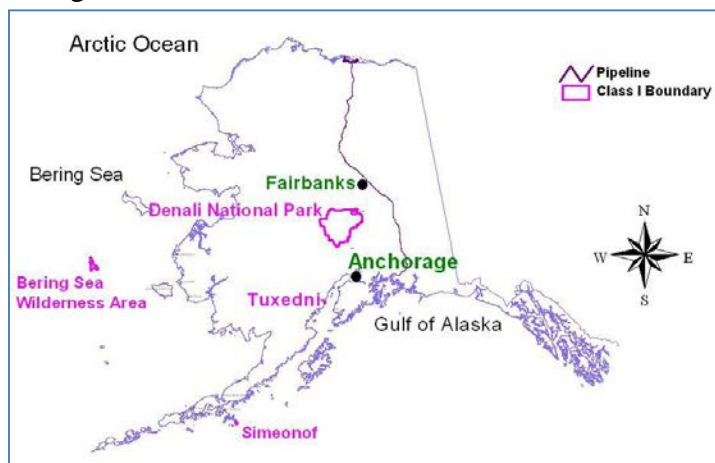 Arctic Ocean
Pipeline
Class I Boundary
Bering Sea
Fairbanks
Denali National Park
N
W E
S
Anchorage
Bering Sea
Wilderness Area
Tuxedni
Gulf of Alaska
Simeonof